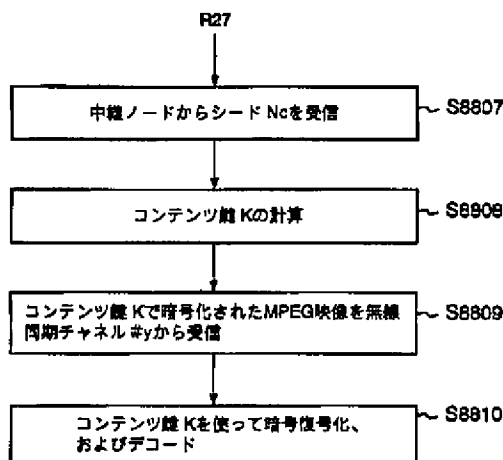 R27
中継ノードからシード Ncを受信
S8807
コンテンツ鍵 Kの計算
S8808
コンテンツ鍵 Kで暗号化されたMPEG映像を無線
同期チャネル #yから受信
S8809
コンテンツ鍵 Kを使って暗号復号化、
およびデコード
S8810